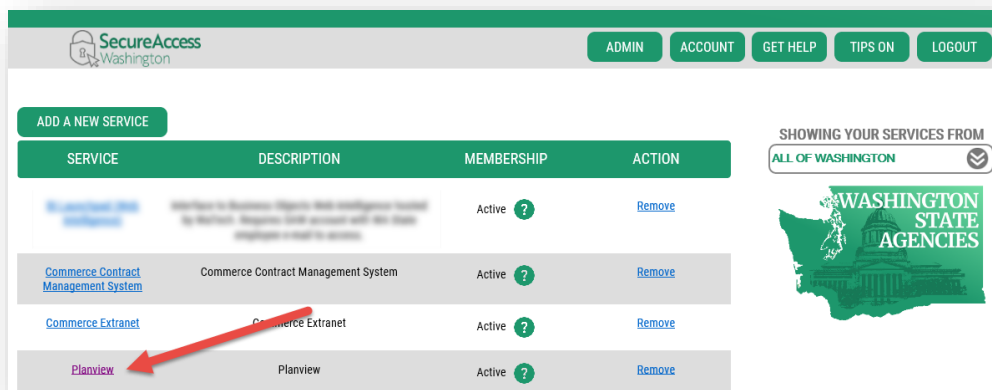 SecureAccess
Washington
ADMIN
ACCOUNT
GET HELP
TIPS ON
LOGOUT
ADD A NEW SERVICE
SERVICE DESCRIPTION MEMBERSHIP ACTION
Active ? Remove
Commerce Contract
Management System
Commerce Contract Management System
Active ? Remove
Commerce Extranet
Extranet
Active ? Remove
Planview
Planview
Active ? Remove
SHOWING YOUR SERVICES FROM
ALL OF WASHINGTON
WASHINGTON
STATE
AGENCIES